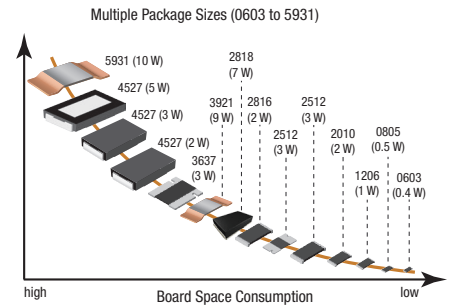 Multiple Package Sizes (0603 to 5931)
5931 (10 W)
4527 (5 W)
4527 (3 W)
4527 (2 W)
3637
(3 W)
3921
(9 W)
2818
(7 W)
2816
(2 W)
2512
(3 W)
2512
(3 W)
2010
(2 W)
1206
(1 W)
0805
(0.5 W)
0603
(0.4 W)
high
Board Space Consumption
low